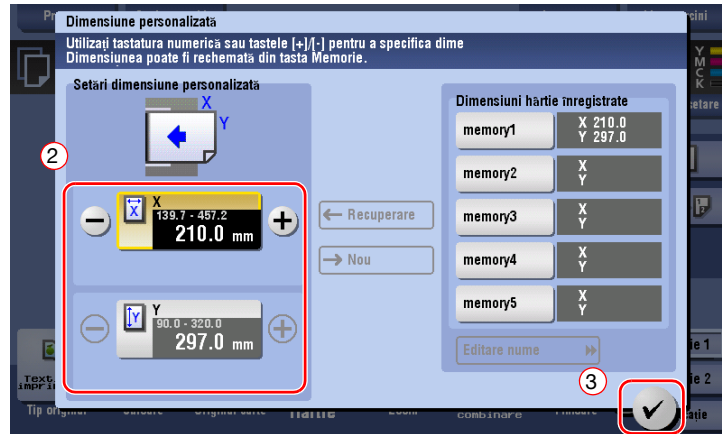 Dimensiune personalizată
Utilizați tastatura numerică sau tastele [+]/[-] pentru a specifica dime
Dimensiunea poate fi rechemată din tasta Memorie.
Setări dimensiune personalizată
X
Y
2
X
X
139.7 - 457.2
210.0 mm
Y
Y
90.0 - 320.0
297.0 mm
← Recuperare
→ Nou
Dimensiuni hârtie înregistrate
memory1
X 210.0
Y 297.0
memory2
X
Y
memory3
X
Y
memory4
X
Y
memory5
X
Y
Editare nume
3
Y
M
C
K
Tip original
combinare